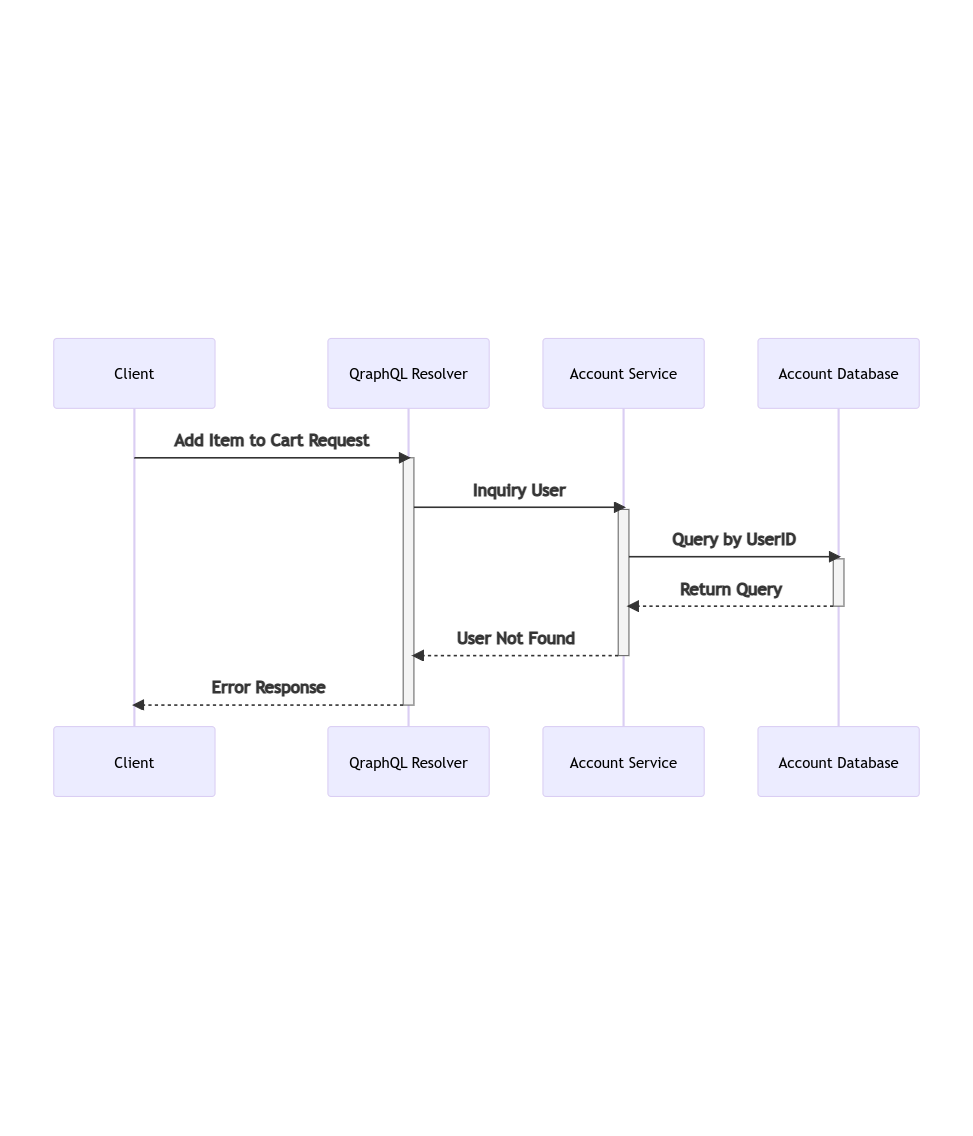 Client
QraphQL Resolver
Account Service
Account Database
Add Item to Cart Request
Inquiry User
Query by UserID
Return Query
User Not Found
Error Response
Client
QraphQL Resolver
Account Service
Account Database